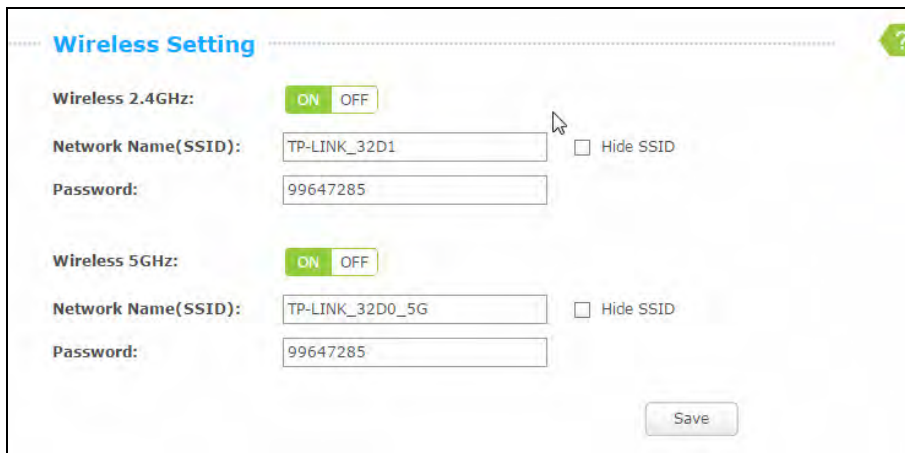 Wireless Setting
?
Wireless 2.4GHz: ON OFF
Network Name(SSID): TP-LINK_32D1 Hide SSID
Password: 99647285
Wireless 5GHz: ON OFF
Network Name(SSID): TP-LINK_32D0_5G Hide SSID
Password: 99647285
Save